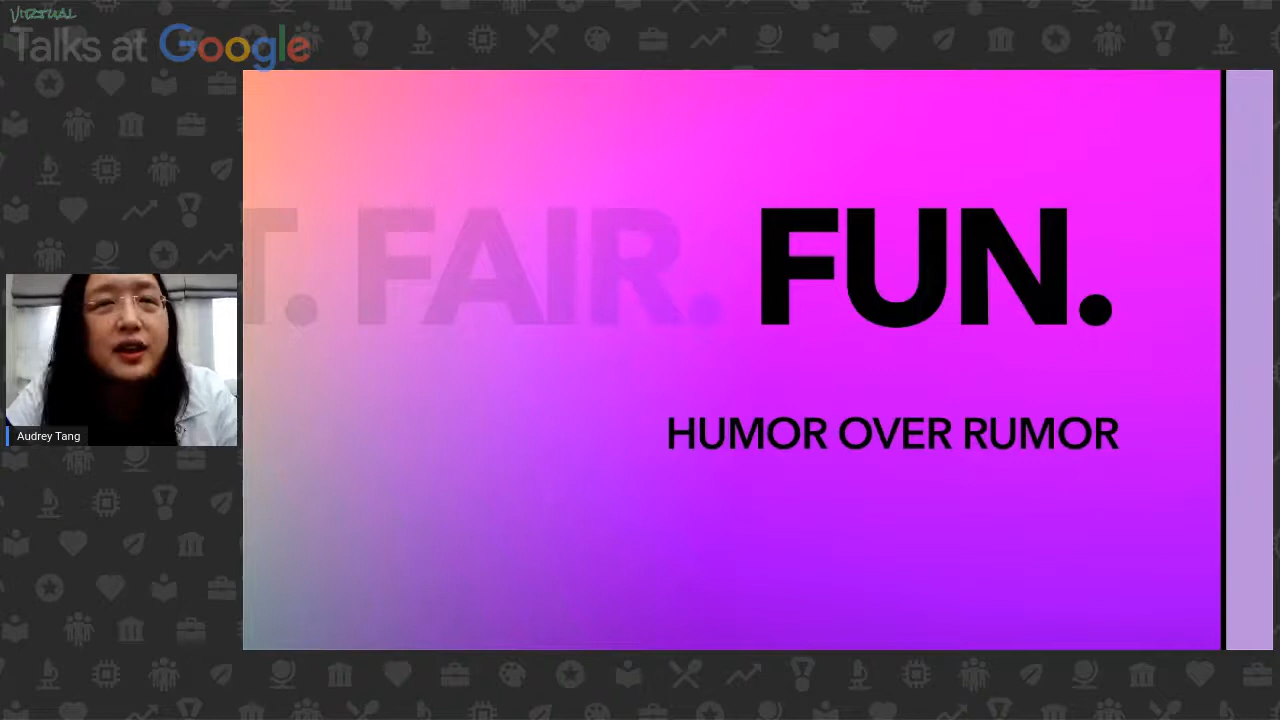 VIRTUAL
Talks at Google
T. FAIR. FUN.
HUMOR OVER RUMOR
Audrey Tang